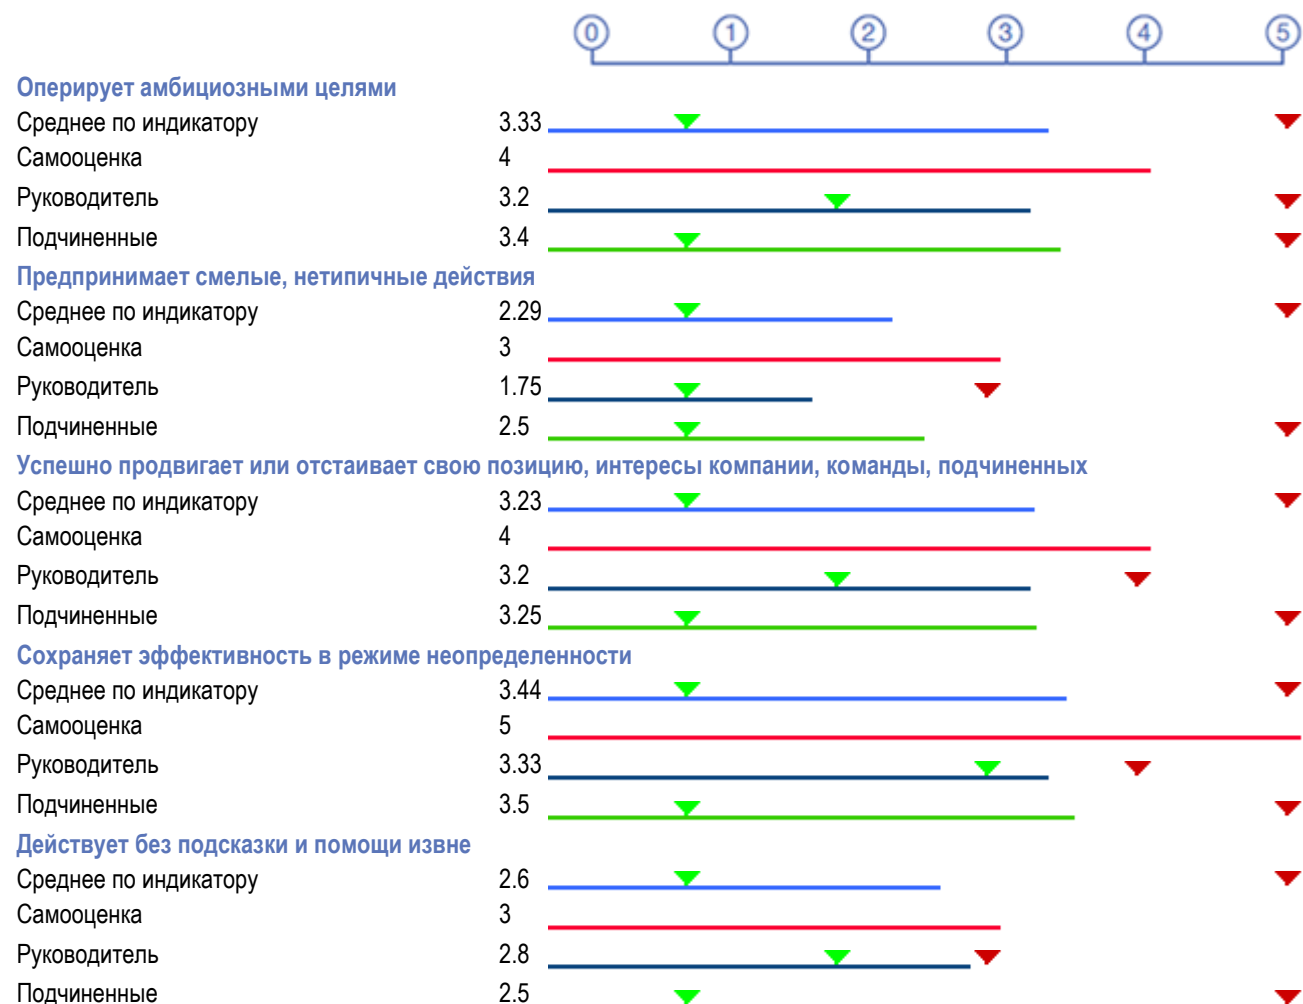 0 1 2 3 4 5
Оперирует амбициозными целями
Среднее по индикатору 3.33
Самооценка 4
Руководитель 3.2
Подчиненные 3.4
Предпринимает смелые, нетипичные действия
Среднее по индикатору 2.29
Самооценка 3
Руководитель 1.75
Подчиненные 2.5
Успешно продвигает или отстаивает свою позицию, интересы компании, команды, подчиненных
Среднее по индикатору 3.23
Самооценка 4
Руководитель 3.2
Подчиненные 3.25
Сохраняет эффективность в режиме неопределенности
Среднее по индикатору 3.44
Самооценка 5
Руководитель 3.33
Подчиненные 3.5
Действует без подсказки и помощи извне
Среднее по индикатору 2.6
Самооценка 3
Руководитель 2.8
Подчиненные 2.5